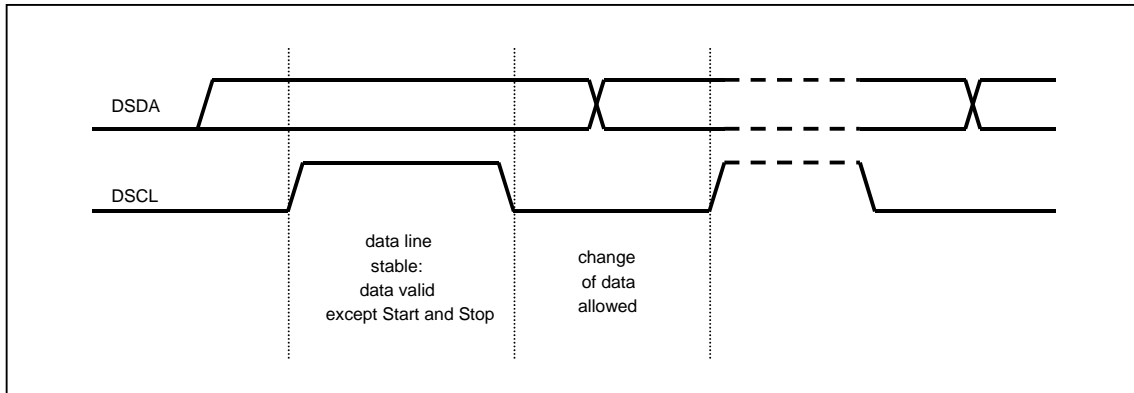 DSDA
DSCL
data line
stable:
data valid
except Start and Stop
change
of data
allowed